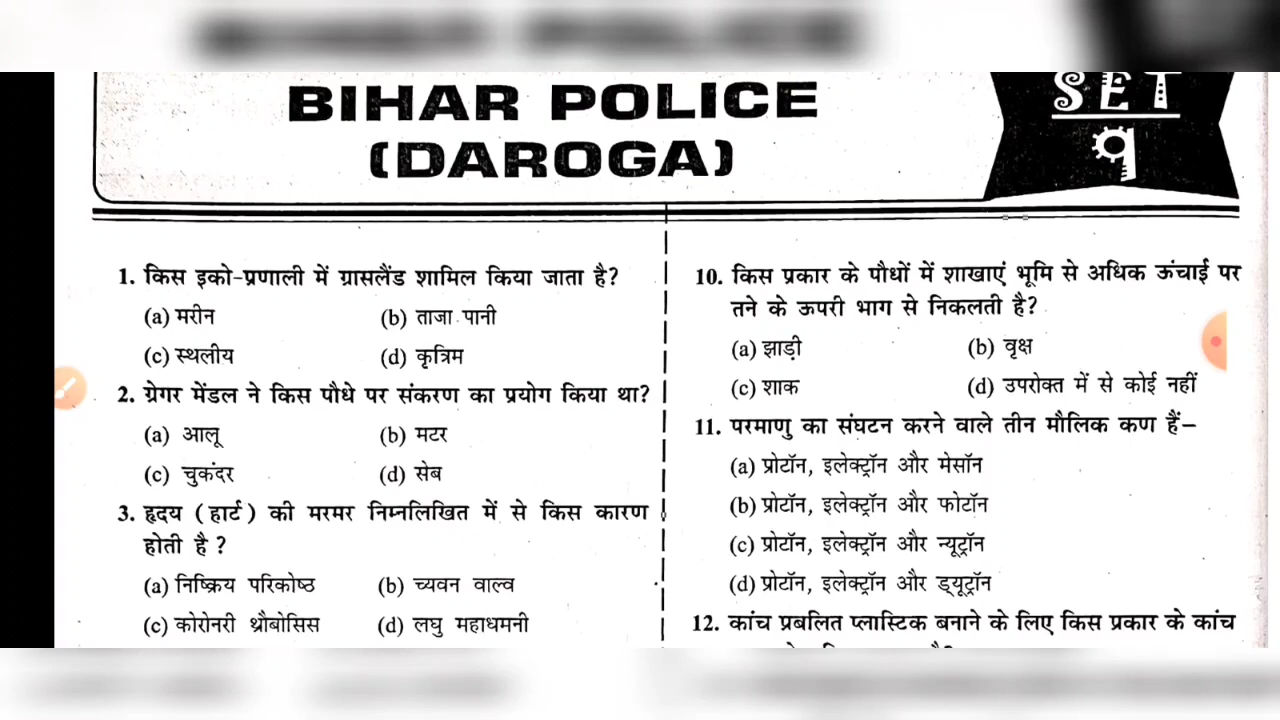 BIHAR POLICE
(DAROGA)
SET
9
1. किस इको-प्रणाली में ग्रासलैंड शामिल किया जाता है?
(a) मरीन (b) ताजा पानी
(c) स्थलीय (d) कृत्रिम
2. ग्रेगर मेंडल ने किस पौधे पर संकरण का प्रयोग किया था?
(a) आलू (b) मटर
(c) चुकंदर (d) सेब
3. हृदय (हार्ट) की मरमर निम्नलिखित में से किस कारण
होती है ?
(a) निष्क्रिय परिकोष्ठ (b) च्यवन वाल्व
(c) कोरोनरी थ्रौबोसिस (d) लघु महाधमनी
10. किस प्रकार के पौधों में शाखाएं भूमि से अधिक ऊंचाई पर
तने के ऊपरी भाग से निकलती है?
(a) झाड़ी (b) वृक्ष
(c) शाक (d) उपरोक्त में से कोई नहीं
11. परमाणु का संघटन करने वाले तीन मौलिक कण हैं–
(a) प्रोटॉन, इलेक्ट्रॉन और मेसॉन
(b) प्रोटॉन, इलेक्ट्रॉन और फोटॉन
(c) प्रोटॉन, इलेक्ट्रॉन और न्यूट्रॉन
(d) प्रोटॉन, इलेक्ट्रॉन और ड्यूट्रॉन
12. कांच प्रबलित प्लास्टिक बनाने के लिए किस प्रकार के कांच